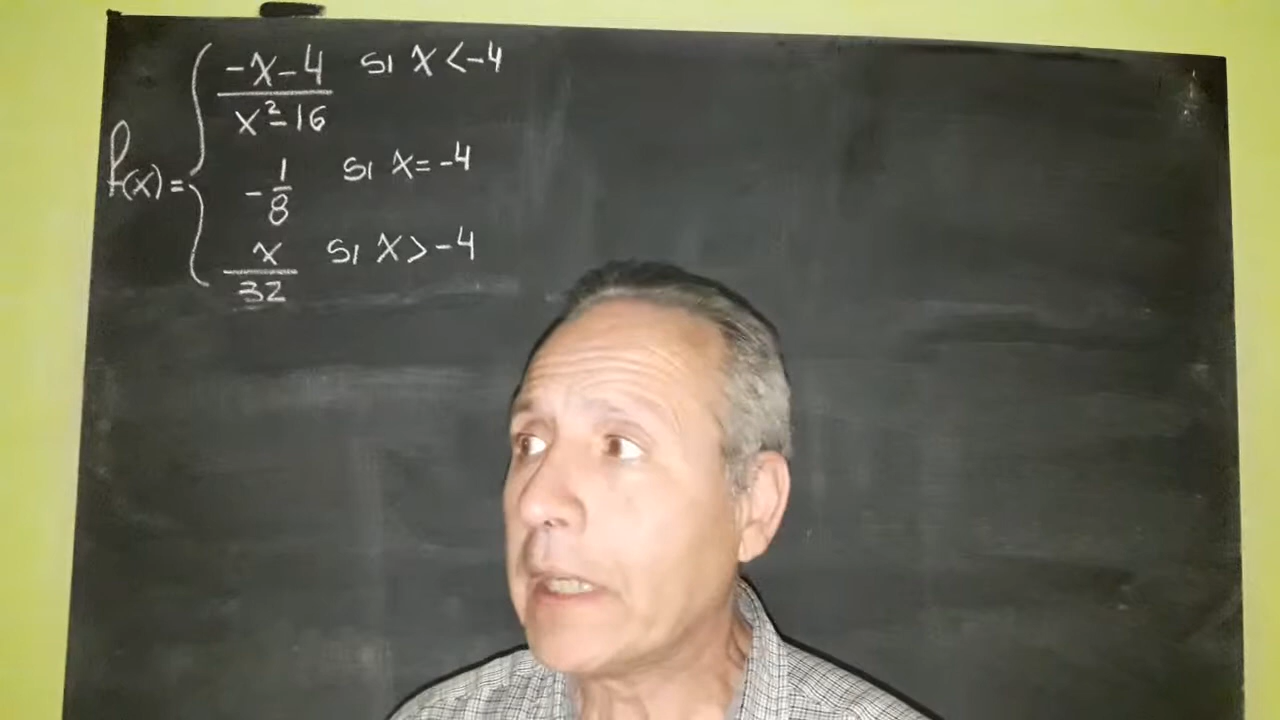 -x-4 si x<-4
x²-16
f(x)= -1/8 si x=-4
x/32 si x>-4